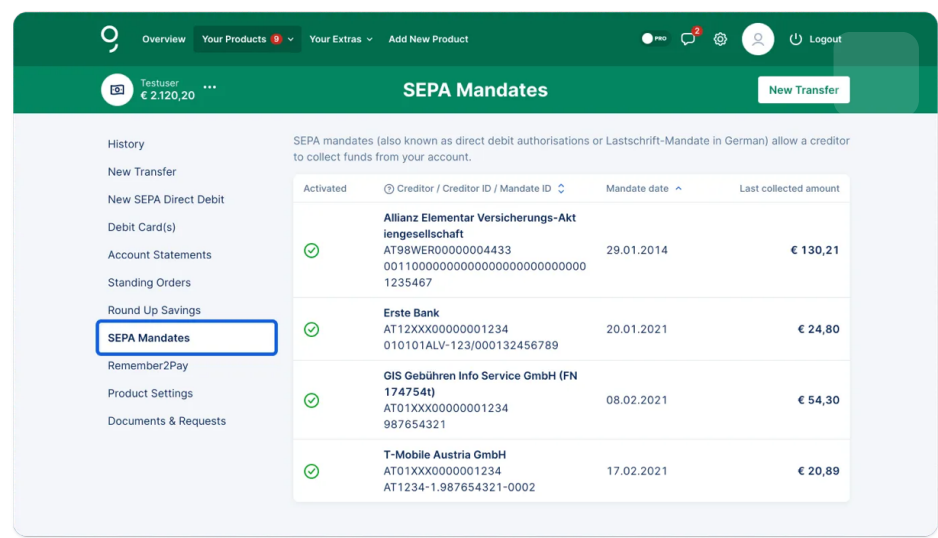 Overview
Your Products 9
Your Extras
Add New Product
PRO
2
Logout
Testuser
€ 2.120,20
SEPA Mandates
New Transfer
History
New Transfer
New SEPA Direct Debit
Debit Card(s)
Account Statements
Standing Orders
Round Up Savings
SEPA Mandates
Remember2Pay
Product Settings
Documents & Requests
SEPA mandates (also known as direct debit authorisations or Lastschrift-Mandate in German) allow a creditor
to collect funds from your account.
Activated
Creditor / Creditor ID / Mandate ID
Mandate date
Last collected amount
Allianz Elementar Versicherungs-Akt
iengesellschaft
AT98WER00000004433
0011000000000000000000000000
1235467
29.01.2014
€ 130,21
Erste Bank
AT12XXX00000001234
010101ALV-123/000132456789
20.01.2021
€ 24,80
GIS Gebühren Info Service GmbH (FN
174754t)
AT01XXX00000001234
987654321
08.02.2021
€ 54,30
T-Mobile Austria GmbH
AT01XXX0000001234
AT1234-1.987654321-0002
17.02.2021
€ 20,89